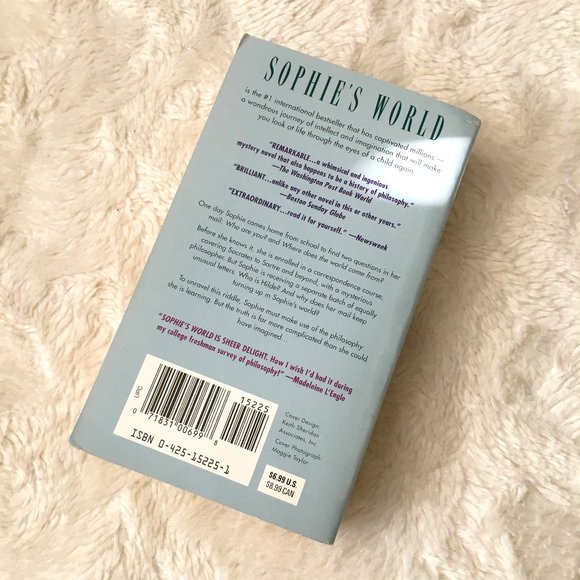 SOPHIE'S WORLD
is the #1 international bestseller that has captivated millions —
a wondrous journey of intellect and imagination that will make
you look at life through the eyes of a child again.
"REMARKABLE...a whimsical and ingenious
mystery novel that also happens to be a history of philosophy."
—The Washington Post Book World
"BRILLIANT...unlike any other novel in this or other years."
—Boston Sunday Globe
"EXTRAORDINARY...read it for yourself." —Newsweek
One day Sophie comes home from school to find two questions in her
mail: Who are you? and Where does the world come from?
Before she knows it, she is enrolled in a correspondence course,
covering Socrates to Sartre and beyond, with a mysterious
philosopher. But Sophie is receiving a separate batch of equally
unusual letters. Who is Hilde? And why does her mail keep
turning up in Sophie's world?
To unravel this riddle, Sophie must make use of the philosophy
she is learning. But the truth is far more complicated than she could
have imagined...
"SOPHIE'S WORLD IS SHEER DELIGHT. How I wish I'd had it during
my college freshman survey of philosophy!" —Madeleine L'Engle
UPC
15225
0 71831 00699 8
ISBN 0-425-15225-1
Cover Design:
Keith Sheridan
Associates, Inc.
Cover Photograph:
Maggie Taylor
$6.99 U.S.
$8.99 CAN